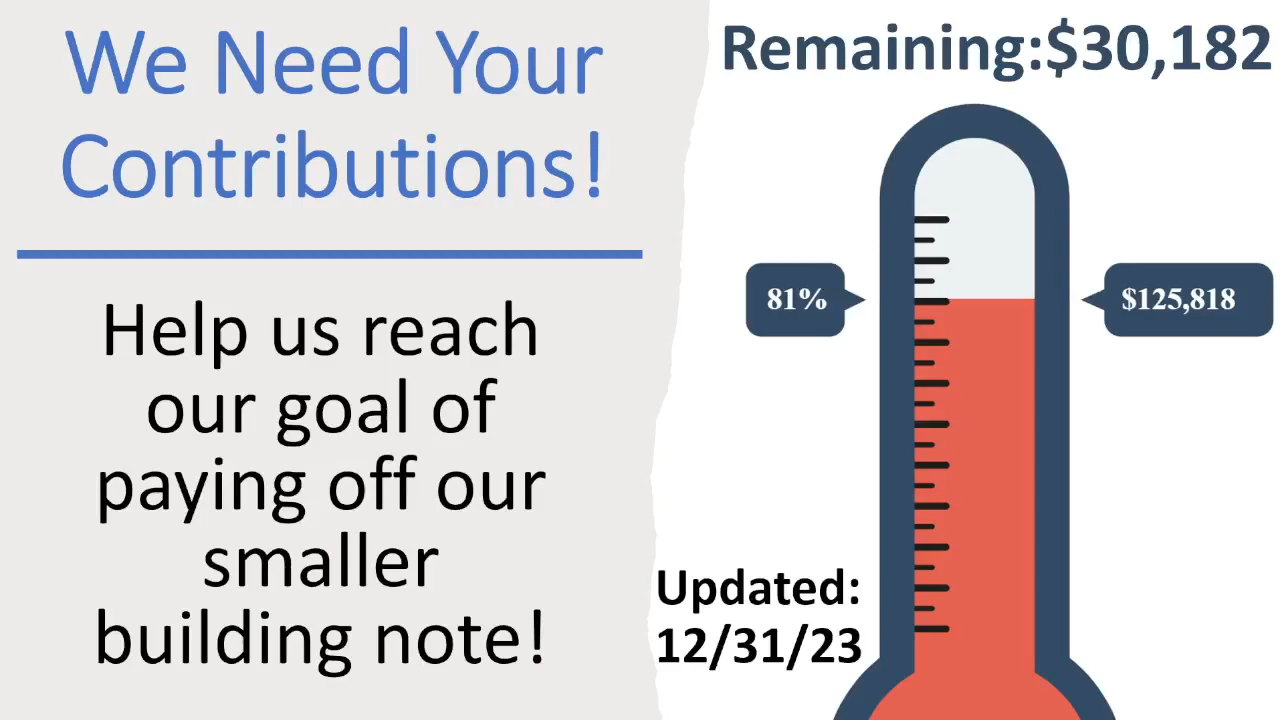 We Need Your
Contributions!
Help us reach
our goal of
paying off our
smaller
building note!
Remaining:$30,182
81%
$125,818
Updated:
12/31/23